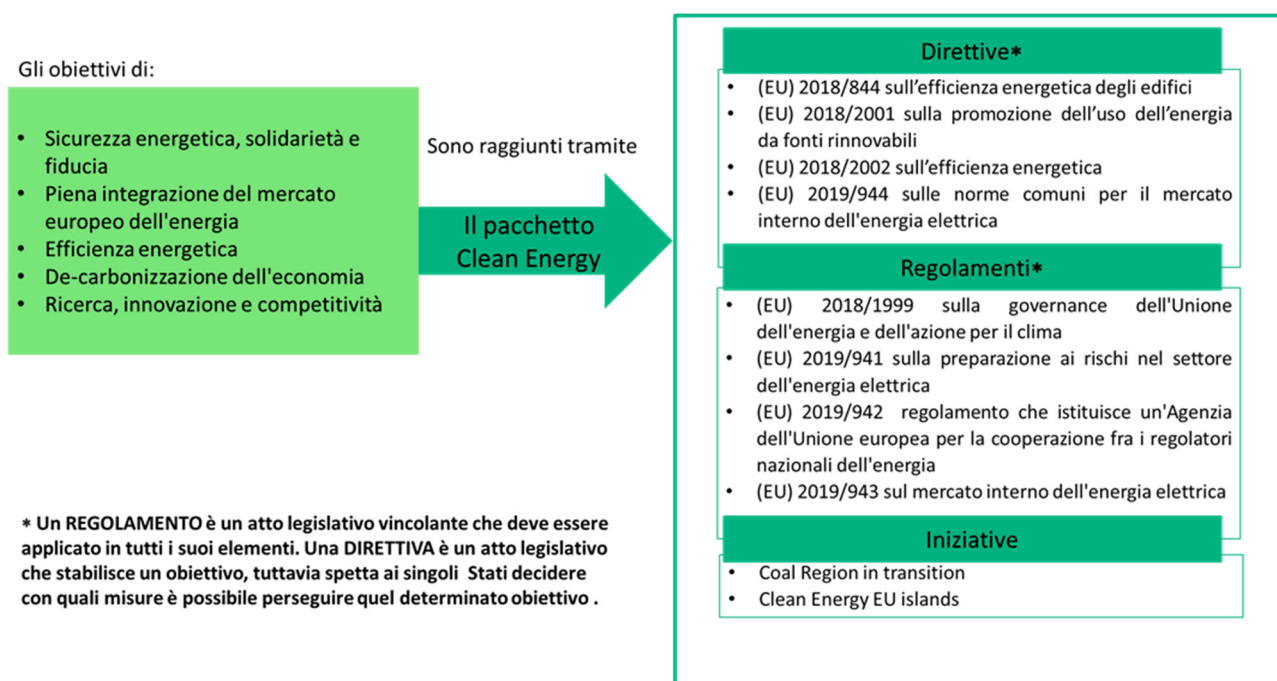 Gli obiettivi di:
• Sicurezza energetica, solidarietà e
fiducia
• Piena integrazione del mercato
europeo dell'energia
• Efficienza energetica
• De-carbonizzazione dell'economia
• Ricerca, innovazione e competitività
Sono raggiunti tramite
Il pacchetto
Clean Energy
Direttive*
• (EU) 2018/844 sull’efficienza energetica degli edifici
• (EU) 2018/2001 sulla promozione dell’uso dell’energia
da fonti rinnovabili
• (EU) 2018/2002 sull’efficienza energetica
• (EU) 2019/944 sulle norme comuni per il mercato
interno dell'energia elettrica
Regolamenti*
• (EU) 2018/1999 sulla governance dell'Unione
dell'energia e dell'azione per il clima
• (EU) 2019/941 sulla preparazione ai rischi nel settore
dell'energia elettrica
• (EU) 2019/942 regolamento che istituisce un'Agenzia
dell'Unione europea per la cooperazione fra i regolatori
nazionali dell'energia
• (EU) 2019/943 sul mercato interno dell'energia elettrica
Iniziative
• Coal Region in transition
• Clean Energy EU islands
* Un REGOLAMENTO è un atto legislativo vincolante che deve essere
applicato in tutti i suoi elementi. Una DIRETTIVA è un atto legislativo
che stabilisce un obiettivo, tuttavia spetta ai singoli Stati decidere
con quali misure è possibile perseguire quel determinato obiettivo .